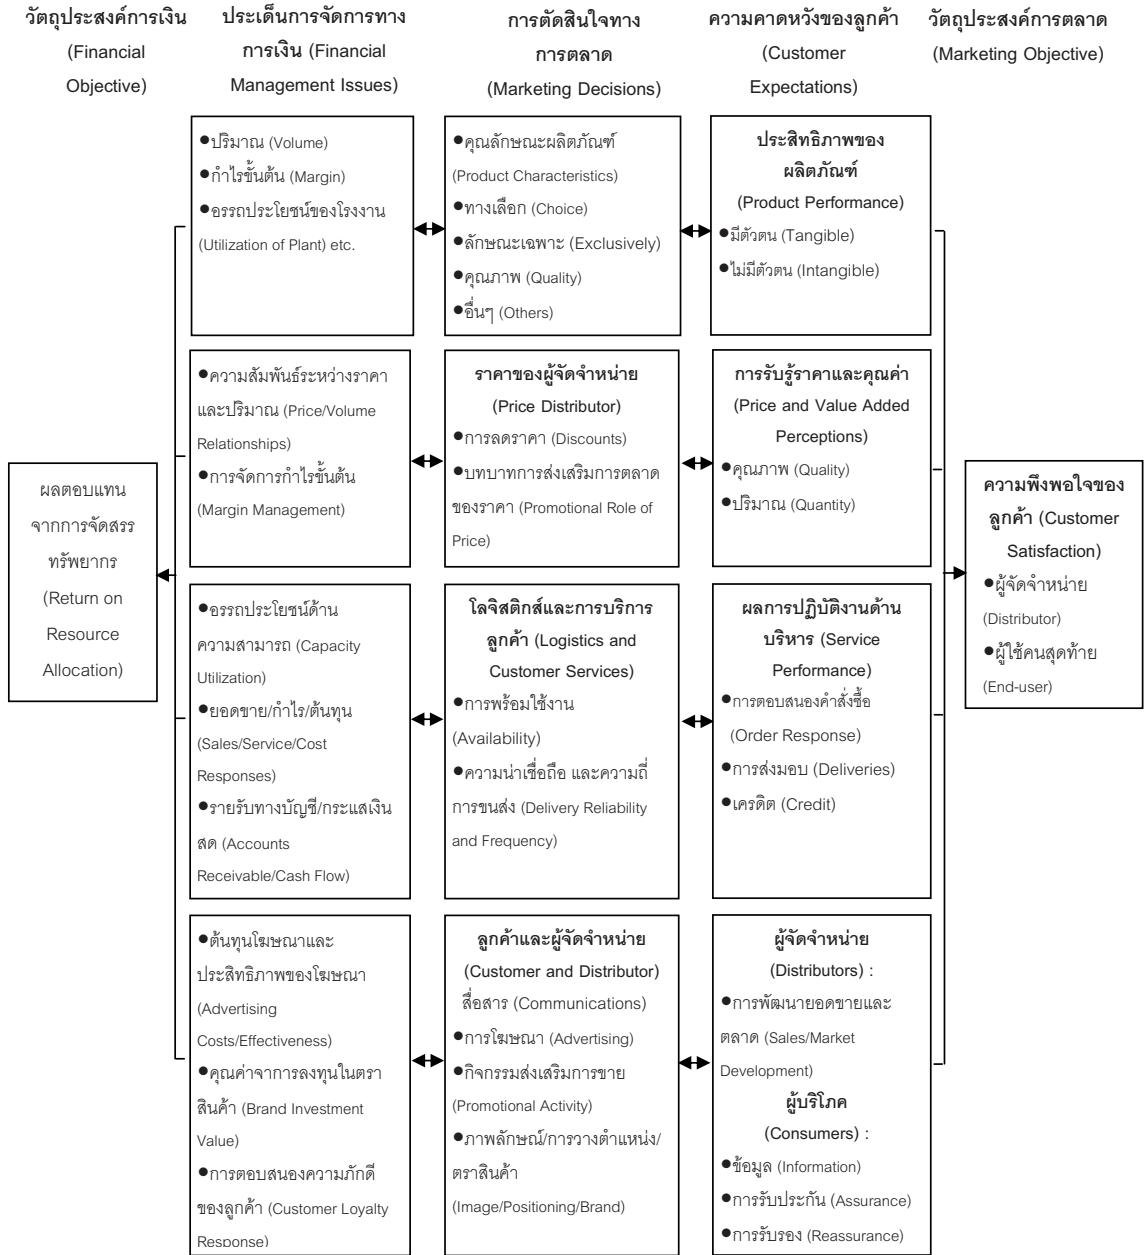 วัตถุประสงค์การเงิน
(Financial
Objective)
ประเด็นการจัดการทาง
การเงิน (Financial
Management Issues)
การตัดสินใจทาง
การตลาด
(Marketing Decisions)
ความคาดหวังของลูกค้า
(Customer
Expectations)
วัตถุประสงค์การตลาด
(Marketing Objective)
ผลตอบแทน
จากการจัดสรร
ทรัพยากร
(Return on
Resource
Allocation)
●ปริมาณ (Volume)
●กำไรขั้นต้น (Margin)
●อรรถประโยชน์ของโรงงาน
(Utilization of Plant) etc.
●คุณลักษณะผลิตภัณฑ์
(Product Characteristics)
●ทางเลือก (Choice)
●ลักษณะเฉพาะ (Exclusively)
●คุณภาพ (Quality)
●อื่นๆ (Others)
ประสิทธิภาพของ
ผลิตภัณฑ์
(Product Performance)
●มีตัวตน (Tangible)
●ไม่มีตัวตน (Intangible)
●ความสัมพันธ์ระหว่างราคา
และปริมาณ (Price/Volume
Relationships)
●การจัดการกำไรขั้นต้น
(Margin Management)
ราคาของผู้จัดจำหน่าย
(Price Distributor)
●การลดราคา (Discounts)
●บทบาทการส่งเสริมการตลาด
ของราคา (Promotional Role of
Price)
การรับรู้ราคาและคุณค่า
(Price and Value Added
Perceptions)
●คุณภาพ (Quality)
●ปริมาณ (Quantity)
●อรรถประโยชน์ด้าน
ความสามารถ (Capacity
Utilization)
●ยอดขาย/กำไร/ต้นทุน
(Sales/Service/Cost
Responses)
●รายรับทางบัญชี/กระแสเงิน
สด (Accounts
Receivable/Cash Flow)
โลจิสติกส์และการบริการ
ลูกค้า (Logistics and
Customer Services)
●การพร้อมใช้งาน
(Availability)
●ความน่าเชื่อถือ และความถี่
การขนส่ง (Delivery Reliability
and Frequency)
ผลการปฏิบัติงานด้าน
บริหาร (Service
Performance)
●การตอบสนองคำสั่งซื้อ
(Order Response)
●การส่งมอบ (Deliveries)
●เครดิต (Credit)
●ต้นทุนโฆษณาและ
ประสิทธิภาพของโฆษณา
(Advertising
Costs/Effectiveness)
●คุณค่าจาการลงทุนในตรา
สินค้า (Brand Investment
Value)
●การตอบสนองความภักดี
ของลูกค้า (Customer Loyalty
Response)
ลูกค้าและผู้จัดจำหน่าย
(Customer and Distributor)
สื่อสาร (Communications)
●การโฆษณา (Advertising)
●กิจกรรมส่งเสริมการขาย
(Promotional Activity)
●ภาพลักษณ์/การวางตำแหน่ง/
ตราสินค้า
(Image/Positioning/Brand)
ผู้จัดจำหน่าย
(Distributors) :
●การพัฒนายอดขายและ
ตลาด (Sales/Market
Development)
ผู้บริโภค
(Consumers) :
●ข้อมูล (Information)
●การรับประกัน (Assurance)
●การรับรอง (Reassurance)
ความพึงพอใจของ
ลูกค้า (Customer
Satisfaction)
●ผู้จัดจำหน่าย
(Distributor)
●ผู้ใช้คนสุดท้าย
(End-user)